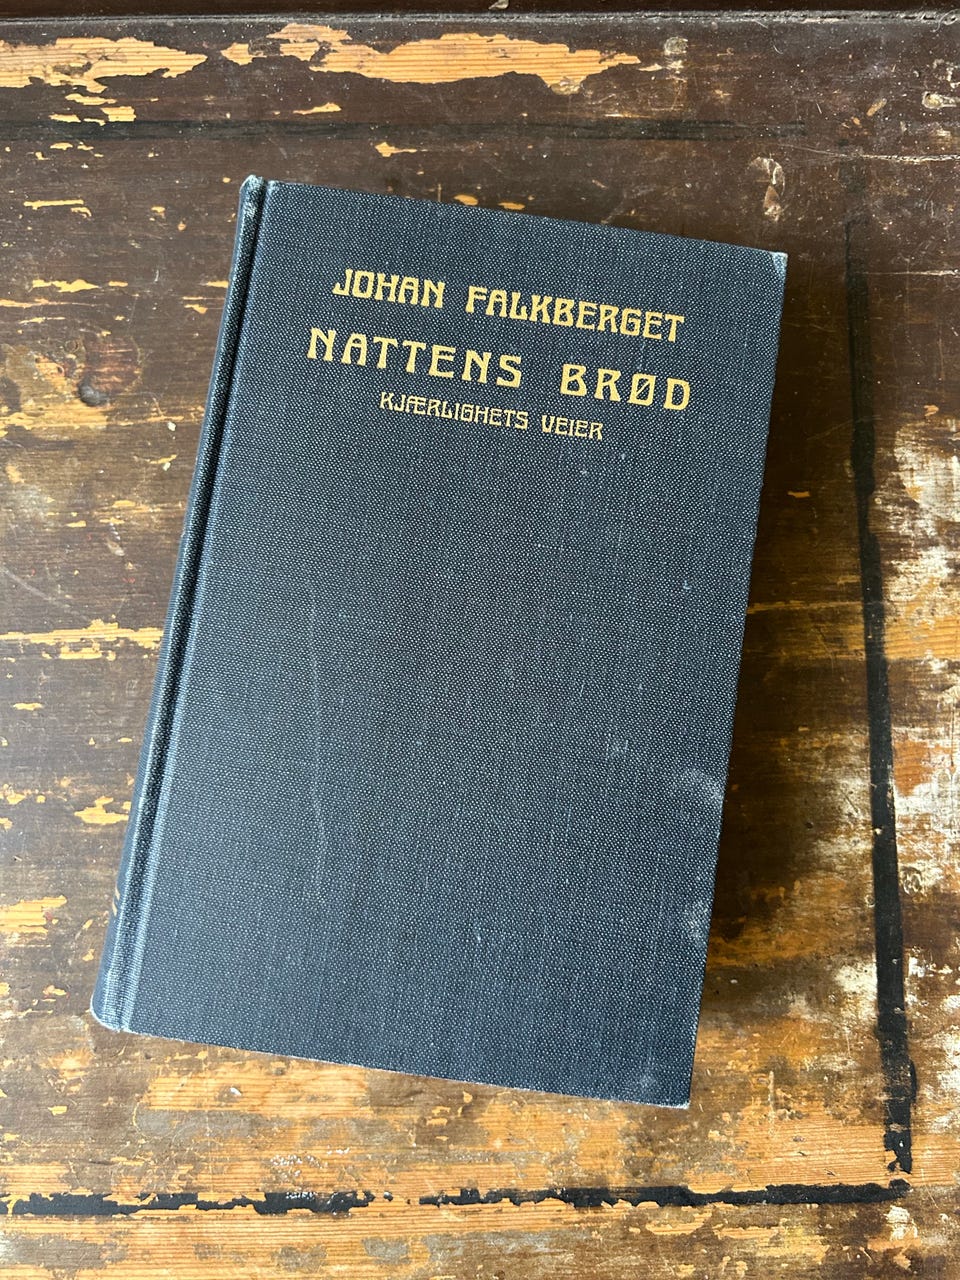 JOHAN FALKBERGET
NATTENS BRØD
KJÆRLIGHETS VEIER